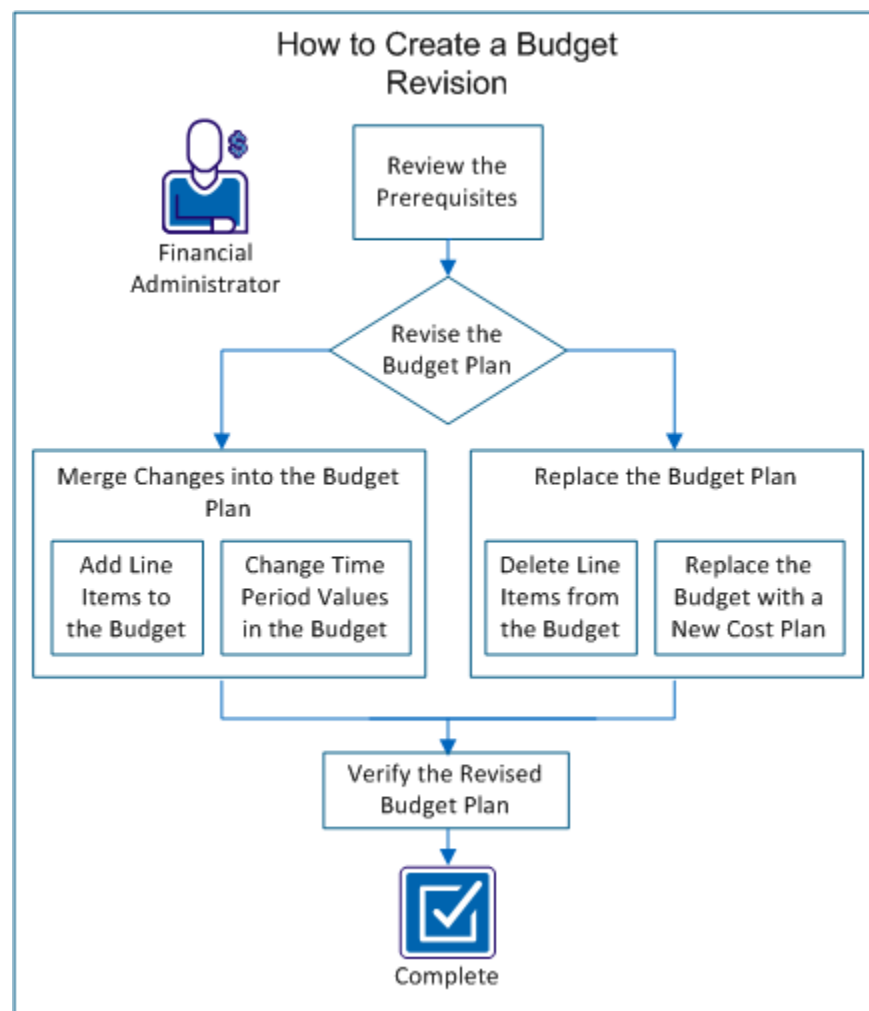 How to Create a Budget
Revision
Review the
Prerequisites
Financial
Administrator
Revise the
Budget Plan
Merge Changes into the Budget
Plan
Add Line
Items to
the Budget
Change Time
Period Values
in the Budget
Replace the Budget Plan
Delete Line
Items from
the Budget
Replace the
Budget with a
New Cost Plan
Verify the Revised
Budget Plan
Complete